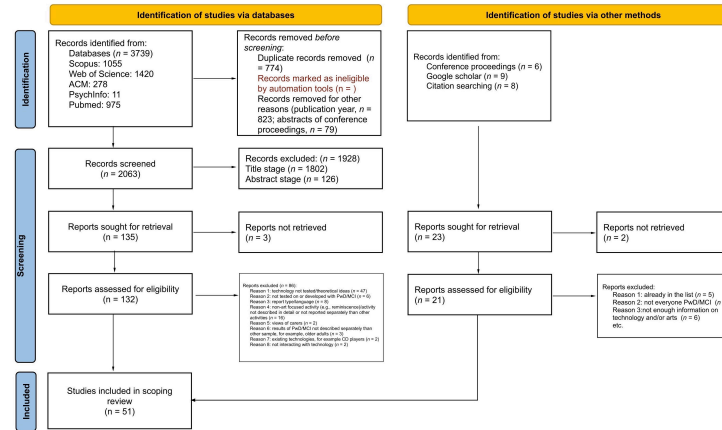 Identification of studies via databases
Identification of studies via other methods
Identification
Records identified from:
Databases (n = 3739)
Scopus: 1055
Web of Science: 1420
ACM: 278
PsychInfo: 11
Pubmed: 975
Records removed before
screening:
Duplicate records removed (n
= 774)
Records marked as ineligible
by automation tools (n = )
Records removed for other
reasons (publication year, n =
823; abstracts of conference
proceedings, n = 79)
Records identified from:
Conference proceedings (n = 6)
Google scholar (n = 9)
Citation searching (n = 8)
Screening
Records screened
(n = 2063)
Records excluded: (n = 1928)
Title stage (n = 1802)
Abstract stage (n = 126)
Reports sought for retrieval
(n = 135)
Reports not retrieved
(n = 3)
Reports sought for retrieval
(n = 23)
Reports not retrieved
(n = 2)
Reports assessed for eligibility
(n = 132)
Reports excluded (n = 86):
Reason 1: technology not tested/theoretical ideas (n = 47)
Reason 2: not tested on or developed with PwD/MCI (n = 6)
Reason 3: report type/language (n = 8)
Reason 4: non-art focused activity (e.g., reminiscence)/activity
not described in detail or not reported separately than other
activities (n = 16)
Reason 5: views of carers (n = 2)
Reason 6: results of PwD/MCI not described separately than
other sample, for example, older adults (n = 3)
Reason 7: existing technologies, for example CD players (n = 2)
Reason 8: not interacting with technology (n = 2)
Reports assessed for eligibility
(n = 21)
Reports excluded:
Reason 1: already in the list (n = 5)
Reason 2: not everyone PwD/MCI (n
Reason 3:not enough information on
technology and/or arts (n = 6)
etc.
Included
Studies included in scoping
review
(n = 51)